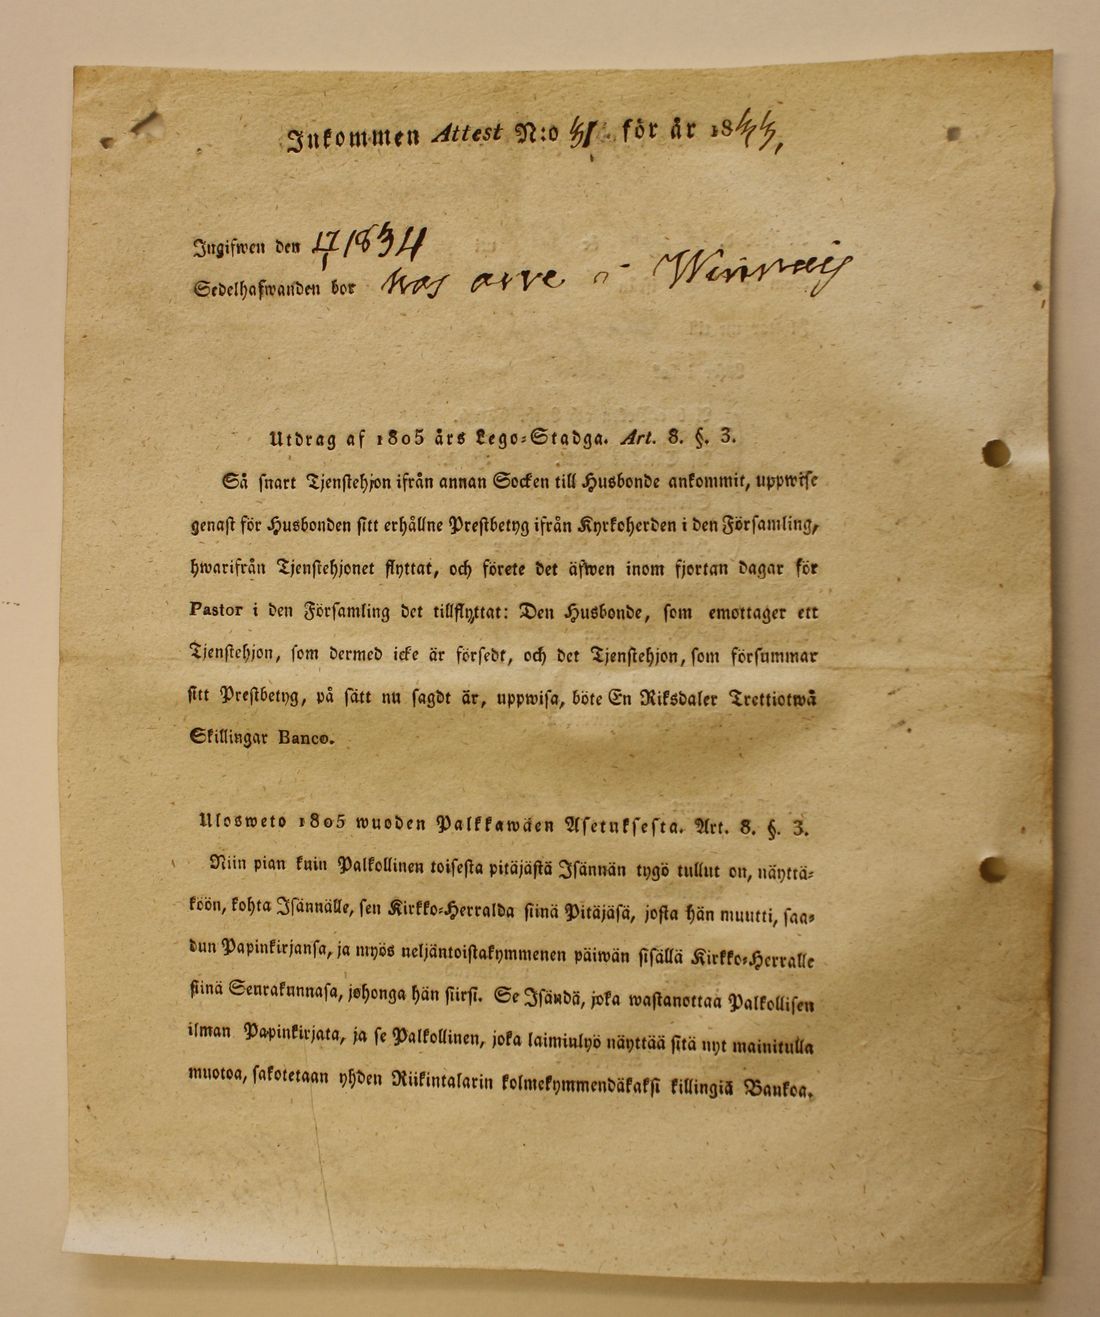 Inkommen Attest N:o 31. för år 1833,
Ingifwen den 17/1 1834
Sedelhafwanden bor hos
Utdrag af 1805 års Lego-Stadga. Art. 8. §. 3.
Så snart Tjenstehjon ifrån annan Socken till Husbonde ankommit, uppwise
genast för Husbonden sitt erhållne Prestbetyg ifrån Kyrkoherden i den Församling,
hwarifrån Tjenstehjonet flyttat, och förete det äfwen inom fjortan dagar för
Pastor i den Församling det tillflyttat: Den Husbonde, som emottager ett
Tjenstehjon, som dermed icke är försedt, och det Tjenstehjon, som försummar
sitt Prestbetyg, på sätt nu sagdt är, uppwisa, böte En Riksdaler Trettiotwå
Skillingar Banco.
Ulosweto 1805 wuoden Palkkawäen Asetuksesta. Art. 8. §. 3.
Niin pian kuin Palkollinen toisesta pitäjästä Isännän tygö tullut on, näyttä-
köön, kohta Isännälle, sen Kirkko-Herralda siinä Pitäjäsä, josta hän muutti, saa-
dun Papinkirjansa, ja myös neljäntoistakymmenen päiwän sisällä Kirkko-Herralle
siinä Seurakunnasa, johonga hän siirsi. Se Isändä, joka wastanottaa Palkollisen
ilman Papinkirjata, ja se Palkollinen, joka laimiulyö näyttää sitä nyt mainitulla
muotoa, sakotetaan yhden Riikintalarin kolmekymmendäkaksi killingiä Bankoa.